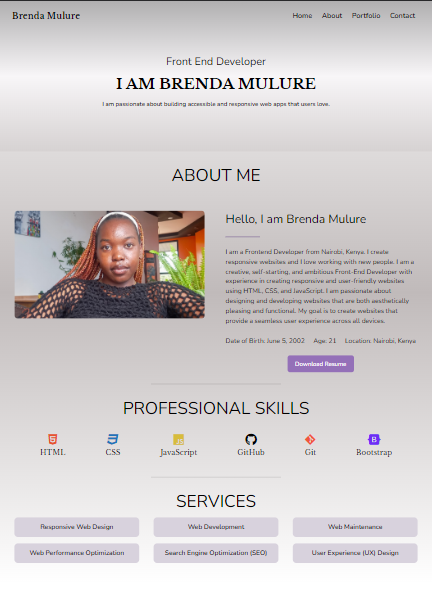 Brenda Mulure
Home About Portfolio Contact
Front End Developer
I AM BRENDA MULURE
I am passionate about building accessible and responsive web apps that users love.
ABOUT ME
Hello, I am Brenda Mulure
I am a Frontend Developer from Nairobi, Kenya. I create
responsive websites and I love working with new people. I am a
creative, self-starting, and ambitious Front-End Developer with
experience in creating responsive and user-friendly websites
using HTML, CSS, and JavaScript. I am passionate about
designing and developing websites that are both aesthetically
pleasing and functional. My goal is to create websites that
provide a seamless user experience across all devices.
Date of Birth: June 5, 2002 Age: 21 Location: Nairobi, Kenya
Download Resume
PROFESSIONAL SKILLS
HTML CSS JavaScript GitHub Git Bootstrap
SERVICES
Responsive Web Design Web Development Web Maintenance
Web Performance Optimization Search Engine Optimization (SEO) User Experience (UX) Design